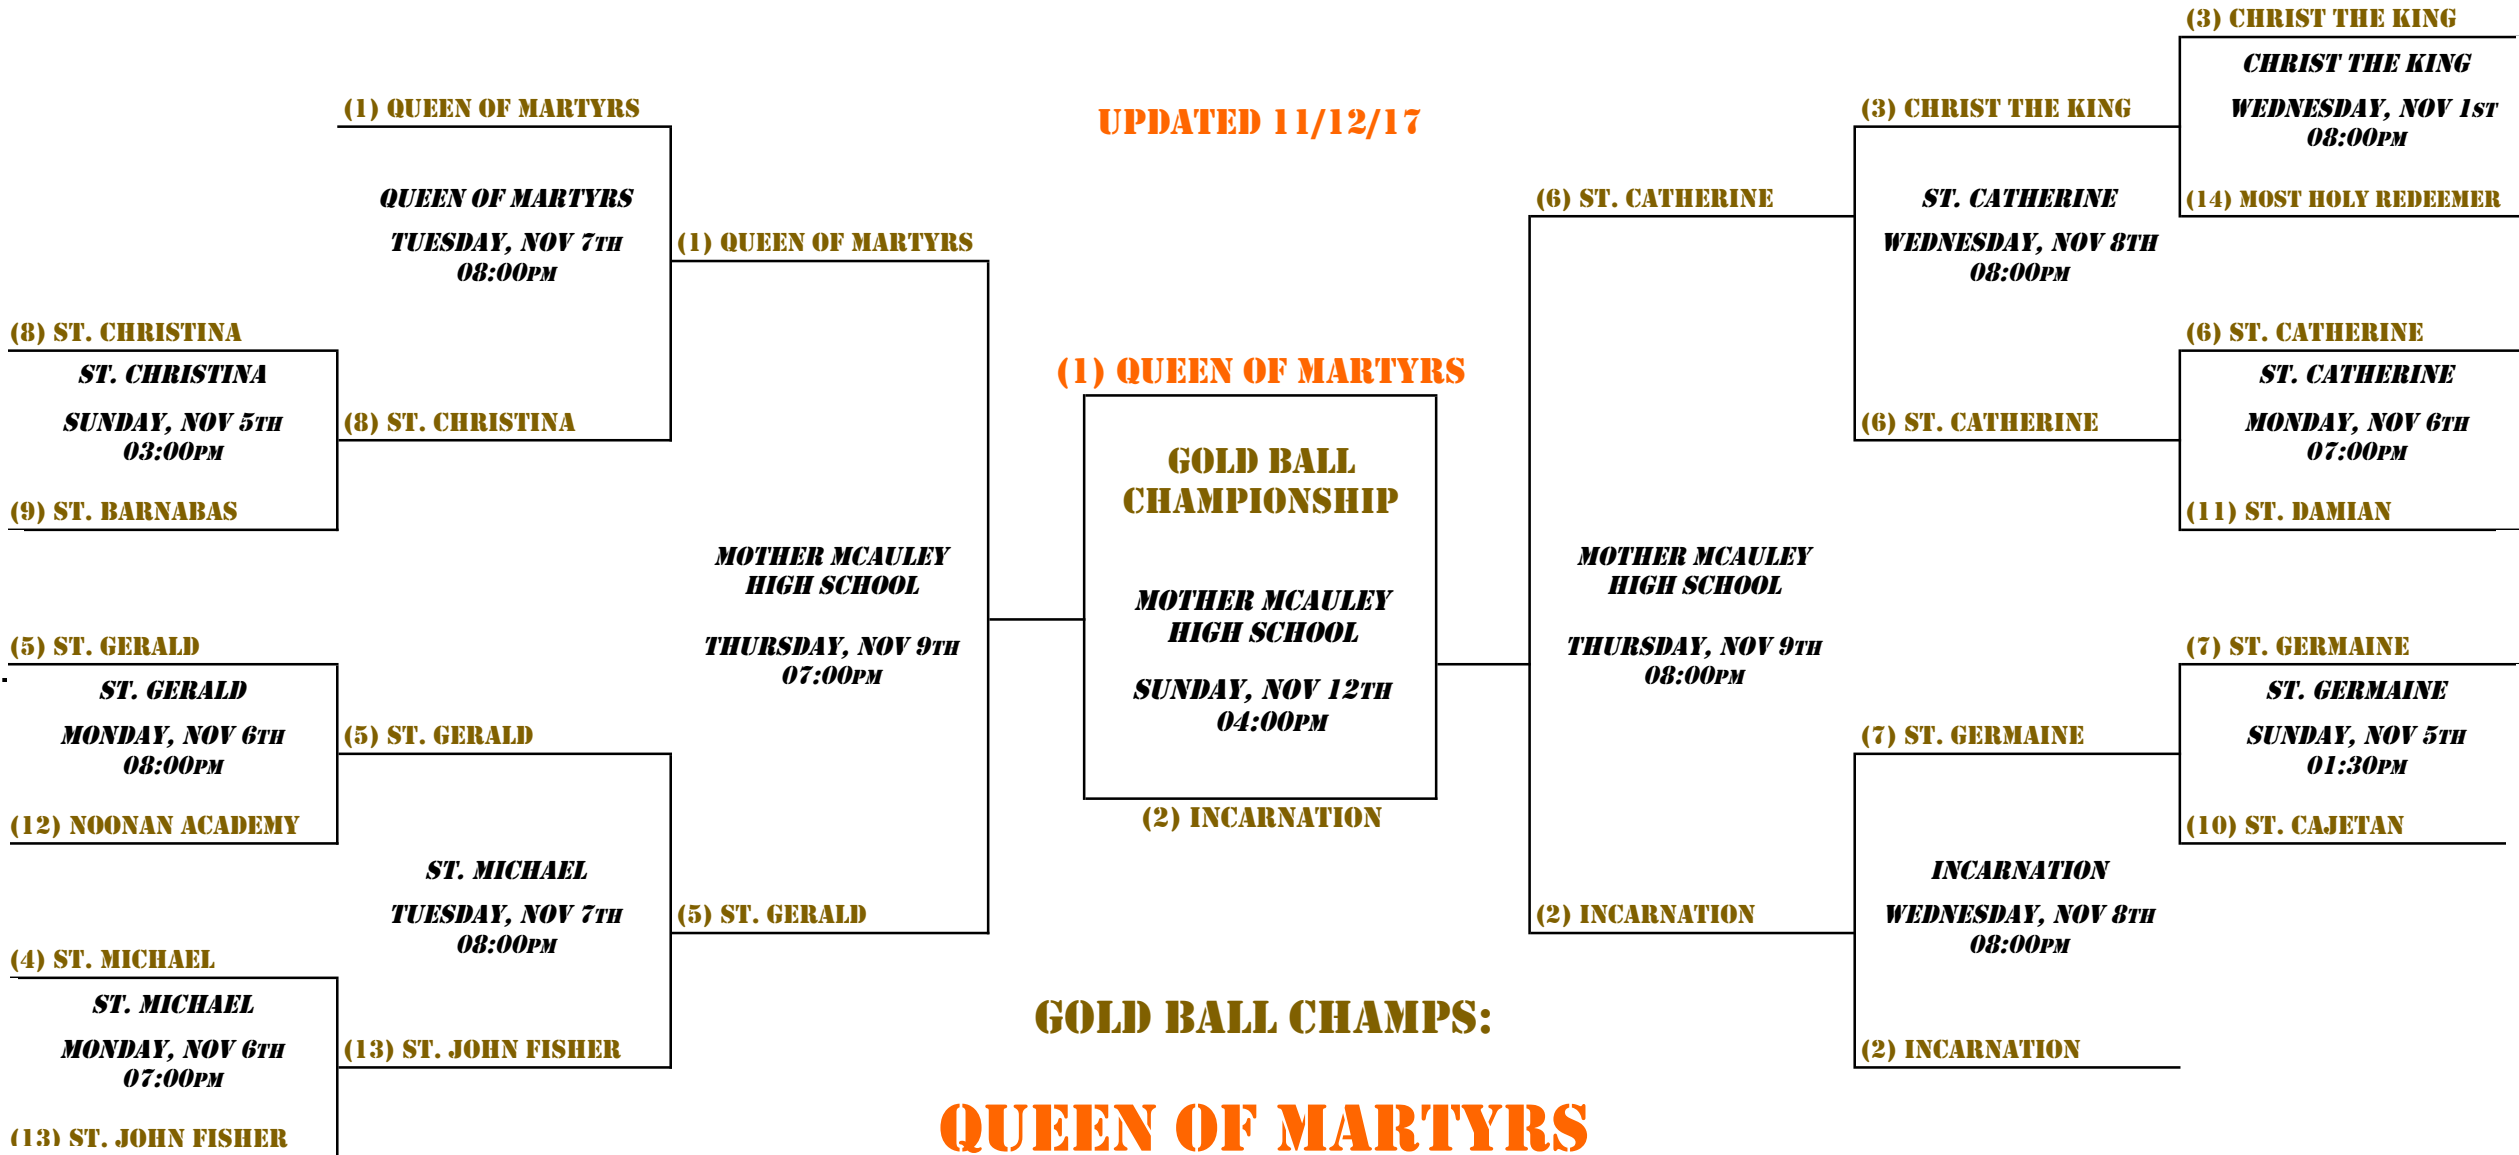 (1) QUEEN OF MARTYRS
QUEEN OF MARTYRS
TUESDAY, NOV 7TH
08:00PM
(1) QUEEN OF MARTYRS
(8) ST. CHRISTINA
ST. CHRISTINA
SUNDAY, NOV 5TH
03:00PM
(8) ST. CHRISTINA
(9) ST. BARNABAS
MOTHER MCAULEY
HIGH SCHOOL
THURSDAY, NOV 9TH
07:00PM
(5) ST. GERALD
ST. GERALD
MONDAY, NOV 6TH
08:00PM
(5) ST. GERALD
(12) NOONAN ACADEMY
ST. MICHAEL
TUESDAY, NOV 7TH
08:00PM
(5) ST. GERALD
(4) ST. MICHAEL
ST. MICHAEL
MONDAY, NOV 6TH
07:00PM
(13) ST. JOHN FISHER
(13) ST. JOHN FISHER
UPDATED 11/12/17
(1) QUEEN OF MARTYRS
GOLD BALL
CHAMPIONSHIP
MOTHER MCAULEY
HIGH SCHOOL
SUNDAY, NOV 12TH
04:00PM
(2) INCARNATION
GOLD BALL CHAMPS:
QUEEN OF MARTYRS
(3) CHRIST THE KING
CHRIST THE KING
WEDNESDAY, NOV 1ST
08:00PM
(3) CHRIST THE KING
(14) MOST HOLY REDEEMER
(6) ST. CATHERINE
ST. CATHERINE
WEDNESDAY, NOV 8TH
08:00PM
(6) ST. CATHERINE
ST. CATHERINE
MONDAY, NOV 6TH
07:00PM
(6) ST. CATHERINE
(11) ST. DAMIAN
MOTHER MCAULEY
HIGH SCHOOL
THURSDAY, NOV 9TH
08:00PM
(7) ST. GERMAINE
ST. GERMAINE
SUNDAY, NOV 5TH
01:30PM
(7) ST. GERMAINE
(10) ST. CAJETAN
INCARNATION
WEDNESDAY, NOV 8TH
08:00PM
(2) INCARNATION
(2) INCARNATION